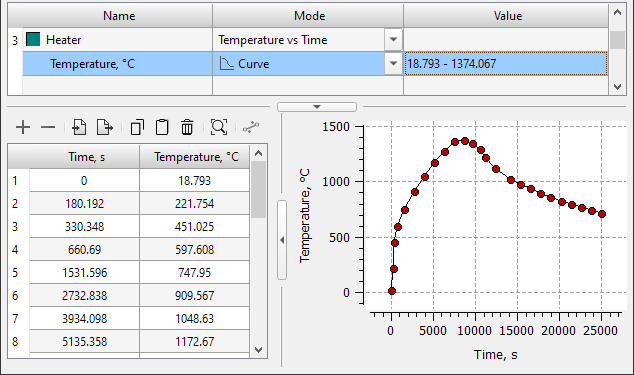 Name Mode Value
3 Heater Temperature vs Time
Temperature, °C Curve 18.793 - 1374.067
Time, s Temperature, °C
1 0 18.793
2 180.192 221.754
3 330.348 451.025
4 660.69 597.608
5 1531.596 747.95
6 2732.838 909.567
7 3934.098 1048.63
8 5135.358 1172.67
Temperature, °C
1500
1000
500
0
0 5000 10000 15000 20000 25000
Time, s